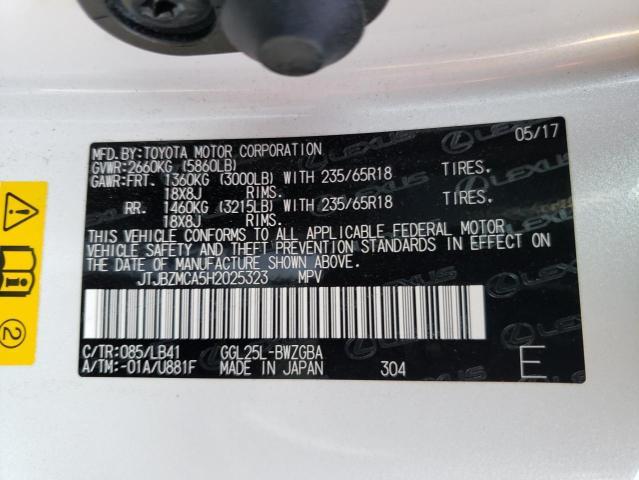 05/17
MFD.BY:TOYOTA MOTOR CORPORATION
GVWR:2660KG (5860LB)
GAWR:FRT. 1360KG (3000LB) WITH 235/65R18 TIRES.
18X8J RIMS.
RR. 1460KG (3215LB) WITH 235/65R18 TIRES.
18X8J RIMS.
THIS VEHICLE CONFORMS TO ALL APPLICABLE FEDERAL MOTOR
VEHICLE SAFETY AND THEFT PREVENTION STANDARDS IN EFFECT ON
THE DATE OF MANUFACTURE SHOWN ABOVE.
JTJBZMCA5H2025323 MPV
C/TR:085/LB41 GGL25L-BWZGBA
A/TM:-01A/U881F MADE IN JAPAN 304 E
2
LEXUS